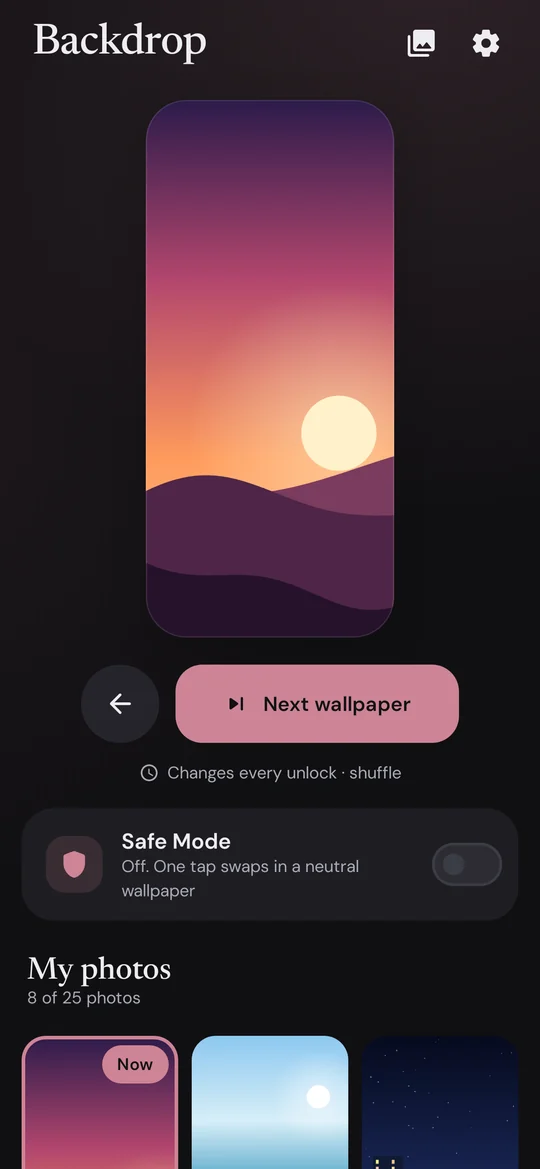 Backdrop
Next wallpaper
Changes every unlock · shuffle
Safe Mode
Off. One tap swaps in a neutral
wallpaper
My photos
8 of 25 photos
Now